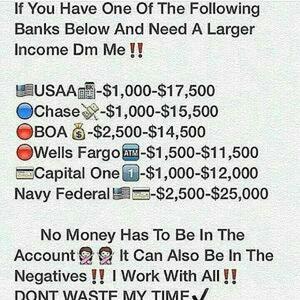 If You Have One Of The Following
Banks Below And Need A Larger
Income Dm Me‼️
🇺🇸USAA🏨-$1,000-$17,500
🔵Chase💸-$1,000-$15,500
🔴BOA💰-$2,500-$14,500
🔴Wells Fargo🏧-$1,500-$11,500
💳Capital One1️⃣-$1,000-$12,000
Navy Federal🇺🇸💳-$2,500-$25,000
No Money Has To Be In The
Account🙅🙅 It Can Also Be In The
Negatives‼️ I Work With All‼️
DONT WASTE MY TIME✔️